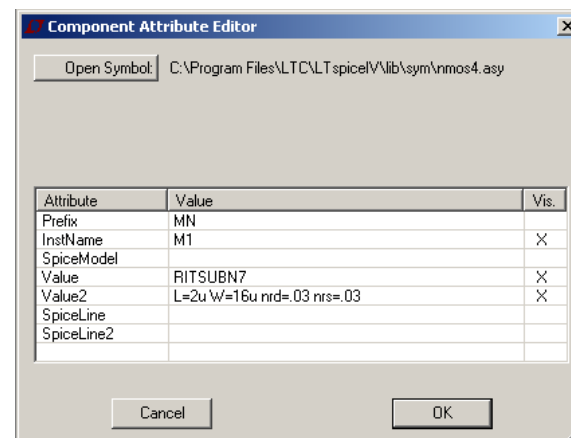 Component Attribute Editor
Open Symbol: C:\Program Files\LTC\LTspiceIV\lib\sym\nmos4.asy
Attribute Value Vis.
Prefix MN
InstName M1 X
SpiceModel
Value RITSUBN7 X
Value2 L=2u W=16u nrd=.03 nrs=.03 X
SpiceLine
SpiceLine2
Cancel OK